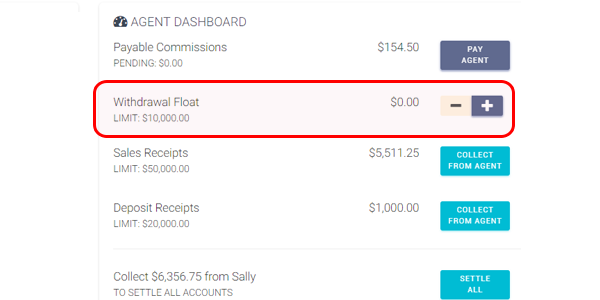 AGENT DASHBOARD
Payable Commissions $154.50 PAY
PENDING: $0.00 AGENT
Withdrawal Float $0.00 − +
LIMIT: $10,000.00
Sales Receipts $5,511.25 COLLECT
LIMIT: $50,000.00 FROM AGENT
Deposit Receipts $1,000.00 COLLECT
LIMIT: $20,000.00 FROM AGENT
Collect $6,356.75 from Sally SETTLE
TO SETTLE ALL ACCOUNTS ALL